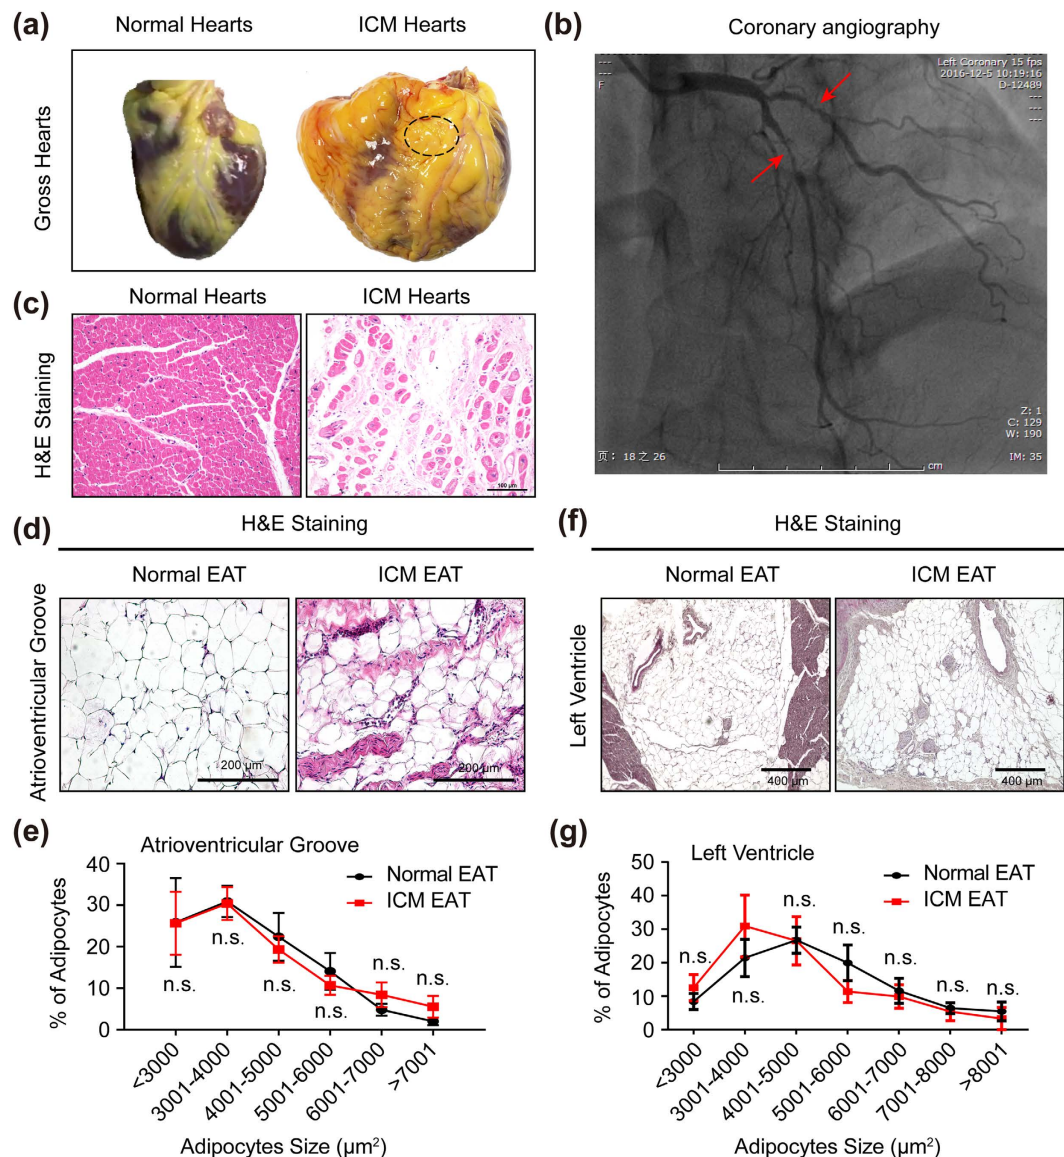 (a)
Normal Hearts
ICM Hearts
Gross Hearts
(b)
Coronary angiography
Left Coronary 15 fps
2016-12-5 10:19:16
D-12489
F
Z: 1
C: 129
W: 190
页: 18 之 26
cm
IM: 35
(c)
Normal Hearts
ICM Hearts
H&E Staining
100 μm
(d)
H&E Staining
Normal EAT
ICM EAT
Atrioventricular Groove
200 μm
200 μm
(f)
H&E Staining
Normal EAT
ICM EAT
Left Ventricle
400 μm
400 μm
(e)
Atrioventricular Groove
Normal EAT
ICM EAT
% of Adipocytes
40
30
20
10
0
n.s.
n.s.
n.s.
n.s.
n.s.
n.s.
<3000
3001-4000
4001-5000
5001-6000
6001-7000
>7001
Adipocytes Size (μm²)
(g)
Left Ventricle
Normal EAT
ICM EAT
% of Adipocytes
50
40
30
20
10
0
n.s.
n.s.
n.s.
n.s.
n.s.
n.s.
n.s.
<3000
3001-4000
4001-5000
5001-6000
6001-7000
7001-8000
>8001
Adipocytes Size (μm²)